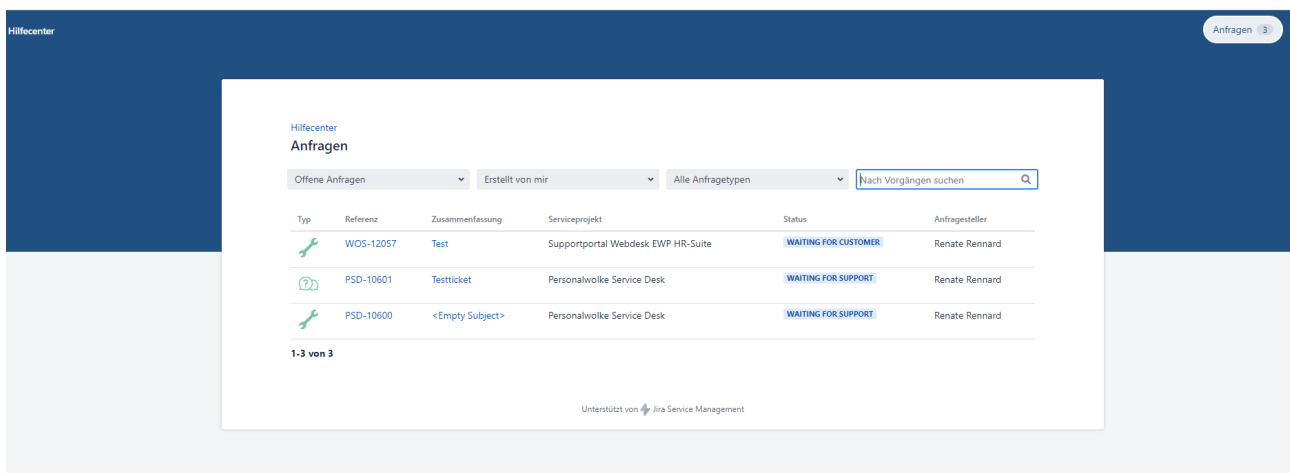 Hilfecenter
Anfragen 3
Hilfecenter
Anfragen
Offene Anfragen Erstellt von mir Alle Anfragetypen Nach Vorgängen suchen
Typ Referenz Zusammenfassung Serviceprojekt Status Anfragesteller
WOS-12057 Test Supportportal Webdesk EWP HR-Suite WAITING FOR CUSTOMER Renate Rennard
PSD-10601 Testticket Personalwolke Service Desk WAITING FOR SUPPORT Renate Rennard
PSD-10600 <Empty Subject> Personalwolke Service Desk WAITING FOR SUPPORT Renate Rennard
1-3 von 3
Unterstützt von Jira Service Management